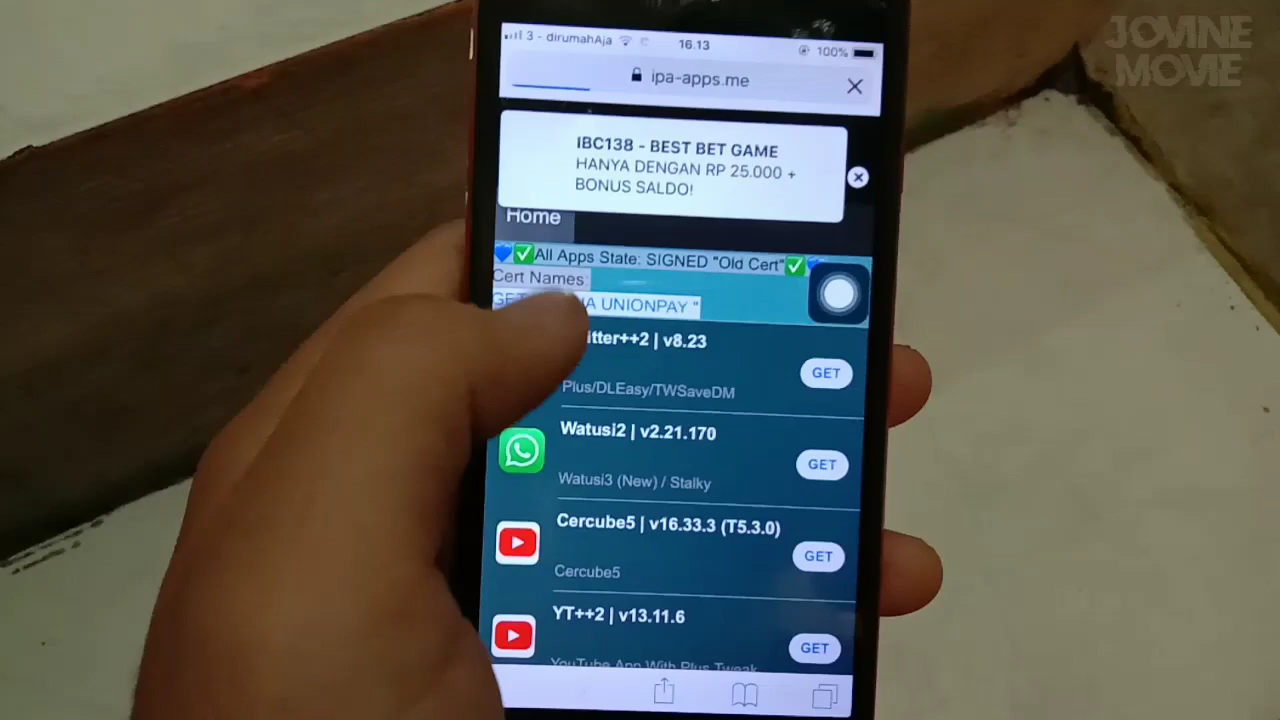 JOVINE
MOVIE
3 - dirumahAja
16.13
100%
ipa-apps.me
IBC138 - BEST BET GAME
HANYA DENGAN RP 25.000 +
BONUS SALDO!
Home
💙✅All Apps State: SIGNED "Old Cert"✅💙
Cert Names:
UNIONPAY "
itter++2 | v8.23
GET
Plus/DLEasy/TWSaveDM
Watusi2 | v2.21.170
GET
Watusi3 (New) / Stalky
Cercube5 | v16.33.3 (T5.3.0)
GET
Cercube5
YT++2 | v13.11.6
GET
YouTube App With Plus Tweak